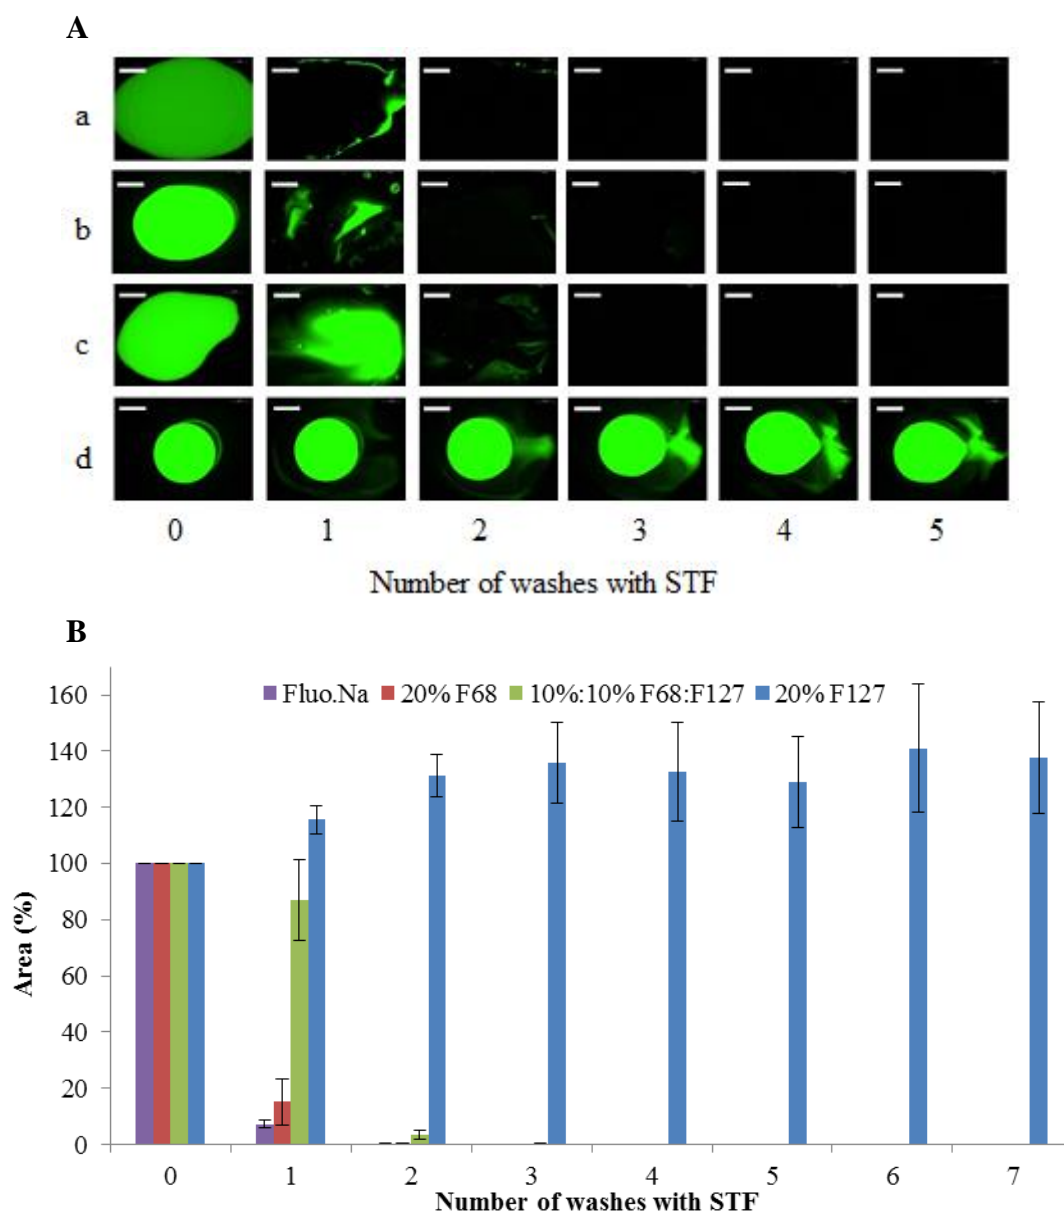 A
a
b
c
d
0 1 2 3 4 5
Number of washes with STF
B
160
Fluo.Na 20% F68 10%:10% F68:F127 20% F127
140
120
100
80
60
40
20
0
Area (%)
0 1 2 3 4 5 6 7
Number of washes with STF